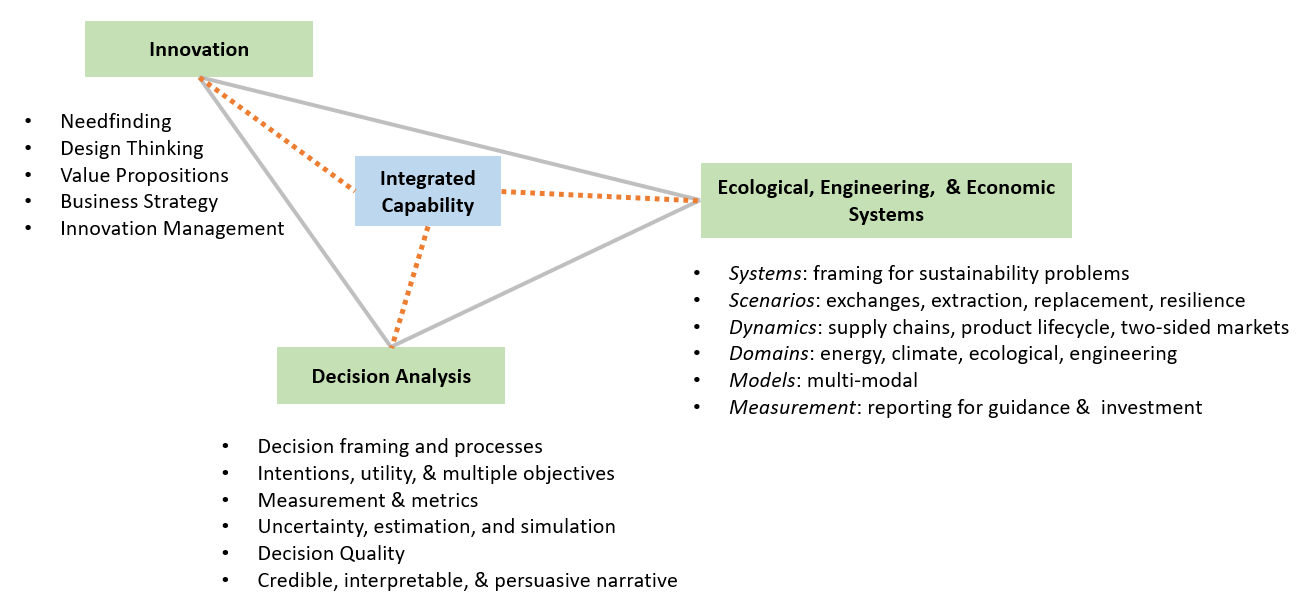 Innovation
• Needfinding
• Design Thinking
• Value Propositions
• Business Strategy
• Innovation Management
Integrated
Capability
Ecological, Engineering,  & Economic
Systems
• Systems: framing for sustainability problems
• Scenarios: exchanges, extraction, replacement, resilience
• Dynamics: supply chains, product lifecycle, two-sided markets
• Domains: energy, climate, ecological, engineering
• Models: multi-modal
• Measurement: reporting for guidance &  investment
Decision Analysis
• Decision framing and processes
• Intentions, utility, & multiple objectives
• Measurement & metrics
• Uncertainty, estimation, and simulation
• Decision Quality
• Credible, interpretable, & persuasive narrative